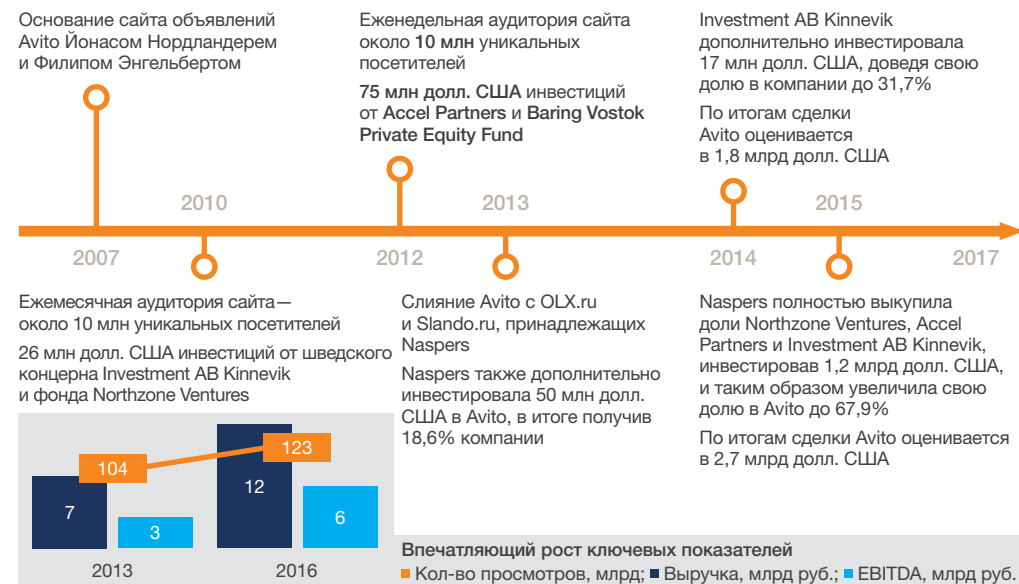 Основание сайта объявлений
Avito Йонасом Нордландерем
и Филипом Энгельбертом
Еженедельная аудитория сайта
около 10 млн уникальных
посетителей
75 млн долл. США инвестиций
от Accel Partners и Baring Vostok
Private Equity Fund
Investment AB Kinnevik
дополнительно инвестировала
17 млн долл. США, доведя свою
долю в компании до 31,7%
По итогам сделки
Avito оценивается
в 1,8 млрд долл. США
2010
2013
2015
2007
2012
2014
2017
Ежемесячная аудитория сайта—
около 10 млн уникальных посетителей
26 млн долл. США инвестиций от шведского
концерна Investment AB Kinnevik
и фонда Northzone Ventures
Слияние Avito с OLX.ru
и Slando.ru, принадлежащих
Naspers
Naspers также дополнительно
инвестировала 50 млн долл.
США в Avito, в итоге получив
18,6% компании
Naspers полностью выкупила
доли Northzone Ventures, Accel
Partners и Investment AB Kinnevik,
инвестировав 1,2 млрд долл. США,
и таким образом увеличила свою
долю в Avito до 67,9%
По итогам сделки Avito оценивается
в 2,7 млрд долл. США
104
123
7
3
12
6
2013
2016
Впечатляющий рост ключевых показателей
Кол-во просмотров, млрд; Выручка, млрд руб.; EBITDA, млрд руб.